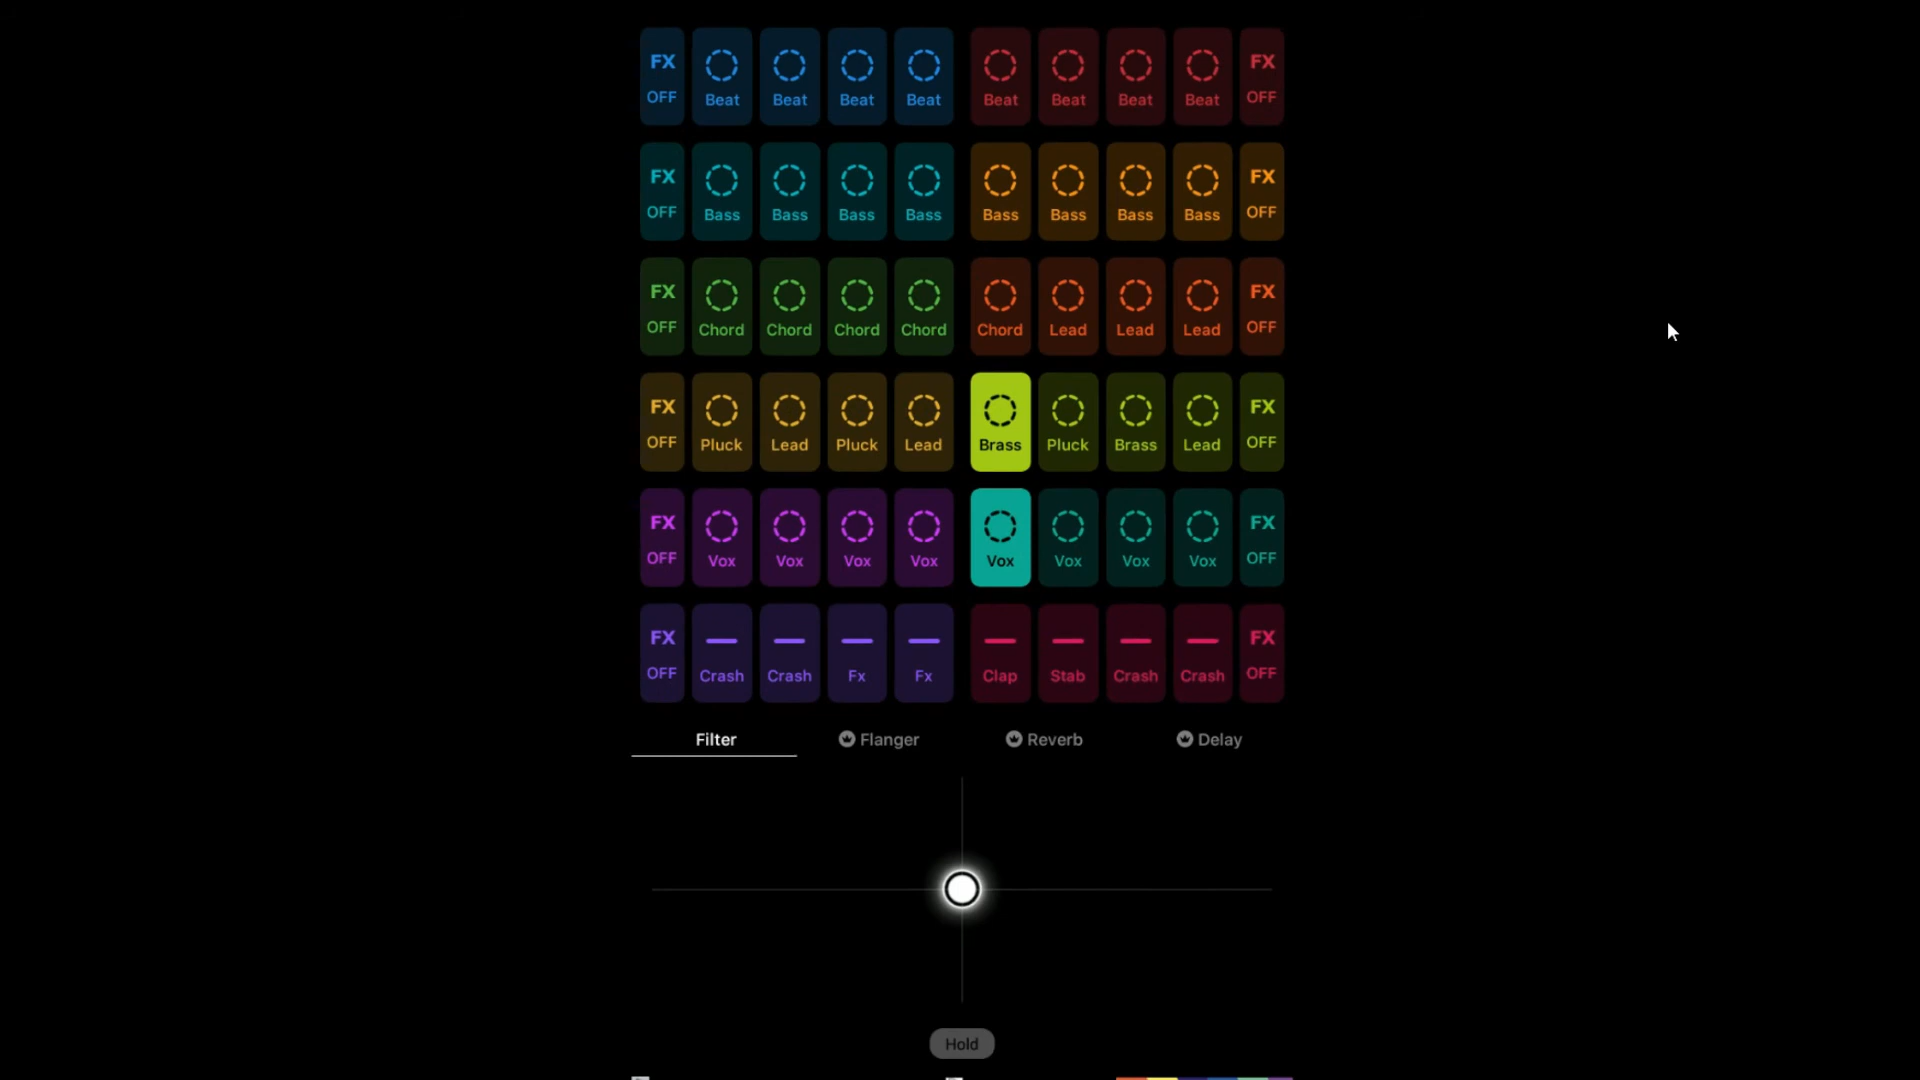 FX Beat Beat Beat Beat Beat Beat Beat Beat FX
OFF OFF
FX Bass Bass Bass Bass Bass Bass Bass Bass FX
OFF OFF
FX Chord Chord Chord Chord Chord Lead Lead Lead FX
OFF OFF
FX Pluck Lead Pluck Lead Brass Pluck Brass Lead FX
OFF OFF
FX Vox Vox Vox Vox Vox Vox Vox Vox FX
OFF OFF
FX Crash Crash Fx Fx Clap Stab Crash Crash FX
OFF OFF
Filter Flanger Reverb Delay
Hold